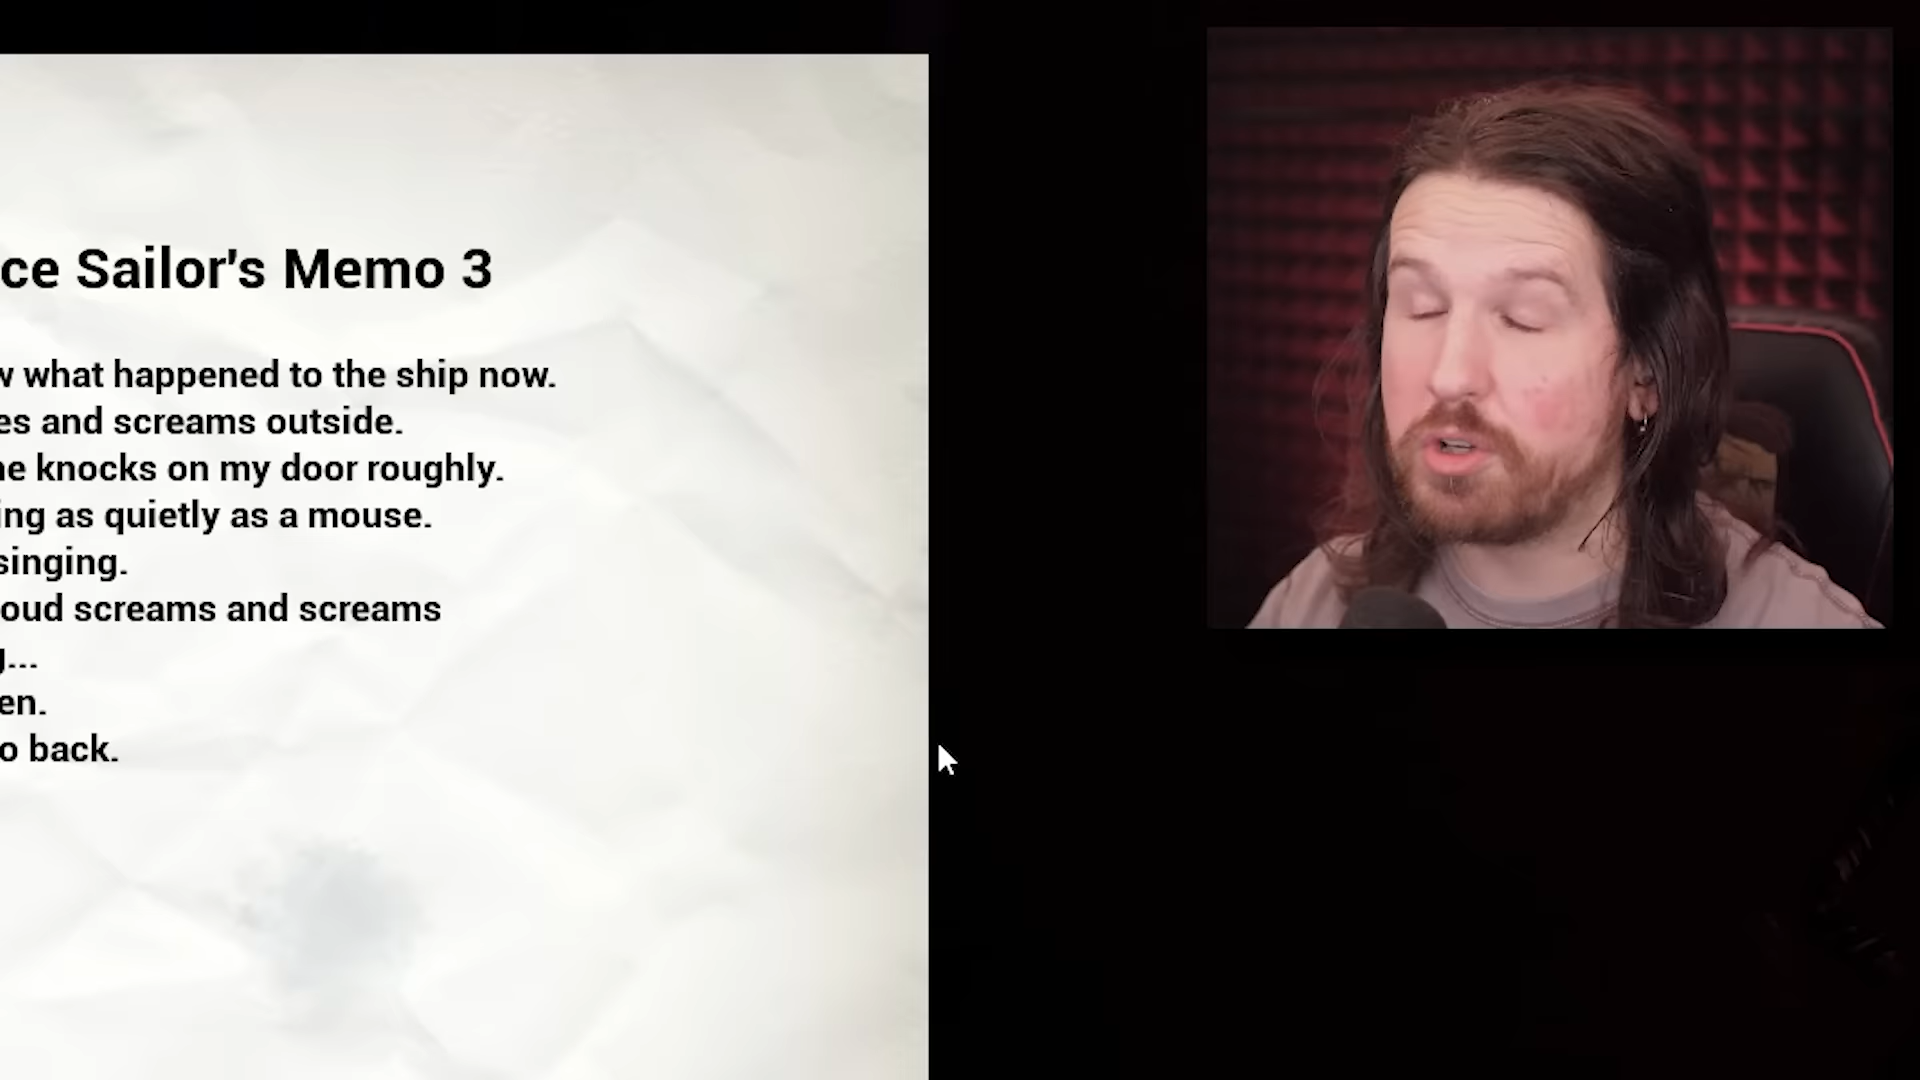 ce Sailor's Memo 3
w what happened to the ship now.
es and screams outside.
ne knocks on my door roughly.
ing as quietly as a mouse.
singing.
oud screams and screams
g...
en.
o back.